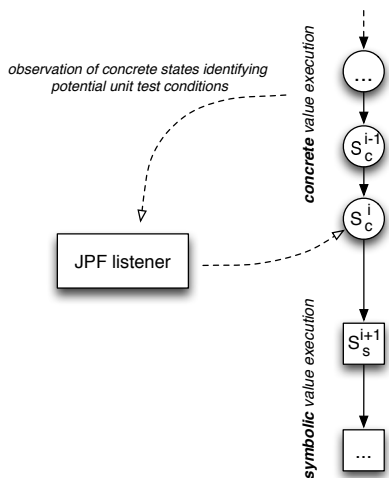 observation of concrete states identifying
potential unit test conditions
...
concrete value execution
S_c^{i-1}
S_c^i
JPF listener
S_s^{i+1}
symbolic value execution
...